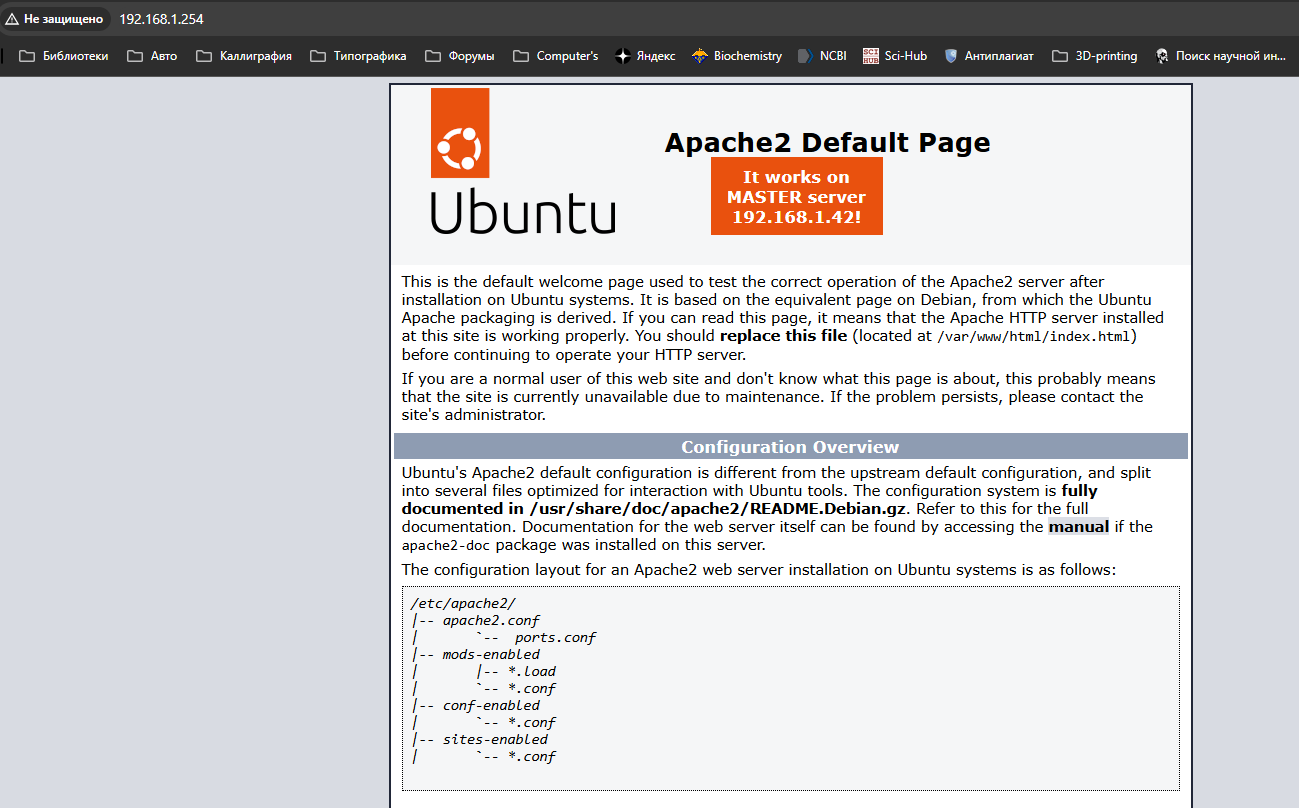 Не защищено 192.168.1.254
Библиотеки Авто Каллиграфия Типографика Форумы Computer's Яндекс Biochemistry NCBI SCI HUB Sci-Hub Антиплагиат 3D-printing Поиск научной ин...
Ubuntu
Apache2 Default Page
It works on
MASTER server
192.168.1.42!
This is the default welcome page used to test the correct operation of the Apache2 server after
installation on Ubuntu systems. It is based on the equivalent page on Debian, from which the Ubuntu
Apache packaging is derived. If you can read this page, it means that the Apache HTTP server installed
at this site is working properly. You should replace this file (located at /var/www/html/index.html)
before continuing to operate your HTTP server.
If you are a normal user of this web site and don't know what this page is about, this probably means
that the site is currently unavailable due to maintenance. If the problem persists, please contact the
site's administrator.
Configuration Overview
Ubuntu's Apache2 default configuration is different from the upstream default configuration, and split
into several files optimized for interaction with Ubuntu tools. The configuration system is fully
documented in /usr/share/doc/apache2/README.Debian.gz. Refer to this for the full
documentation. Documentation for the web server itself can be found by accessing the manual if the
apache2-doc package was installed on this server.
The configuration layout for an Apache2 web server installation on Ubuntu systems is as follows:
/etc/apache2/
|-- apache2.conf
|       `--  ports.conf
|-- mods-enabled
|       |-- *.load
|       `-- *.conf
|-- conf-enabled
|       `-- *.conf
|-- sites-enabled
|       `-- *.conf